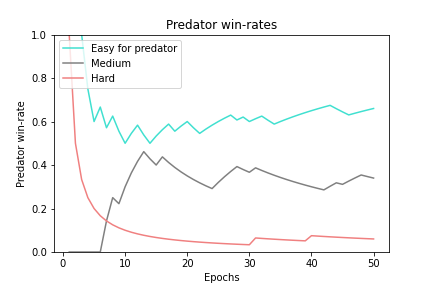 Predator win-rates
Easy for predator
Medium
Hard
Predator win-rate
1.0
0.8
0.6
0.4
0.2
0.0
0
10
20
30
40
50
Epochs